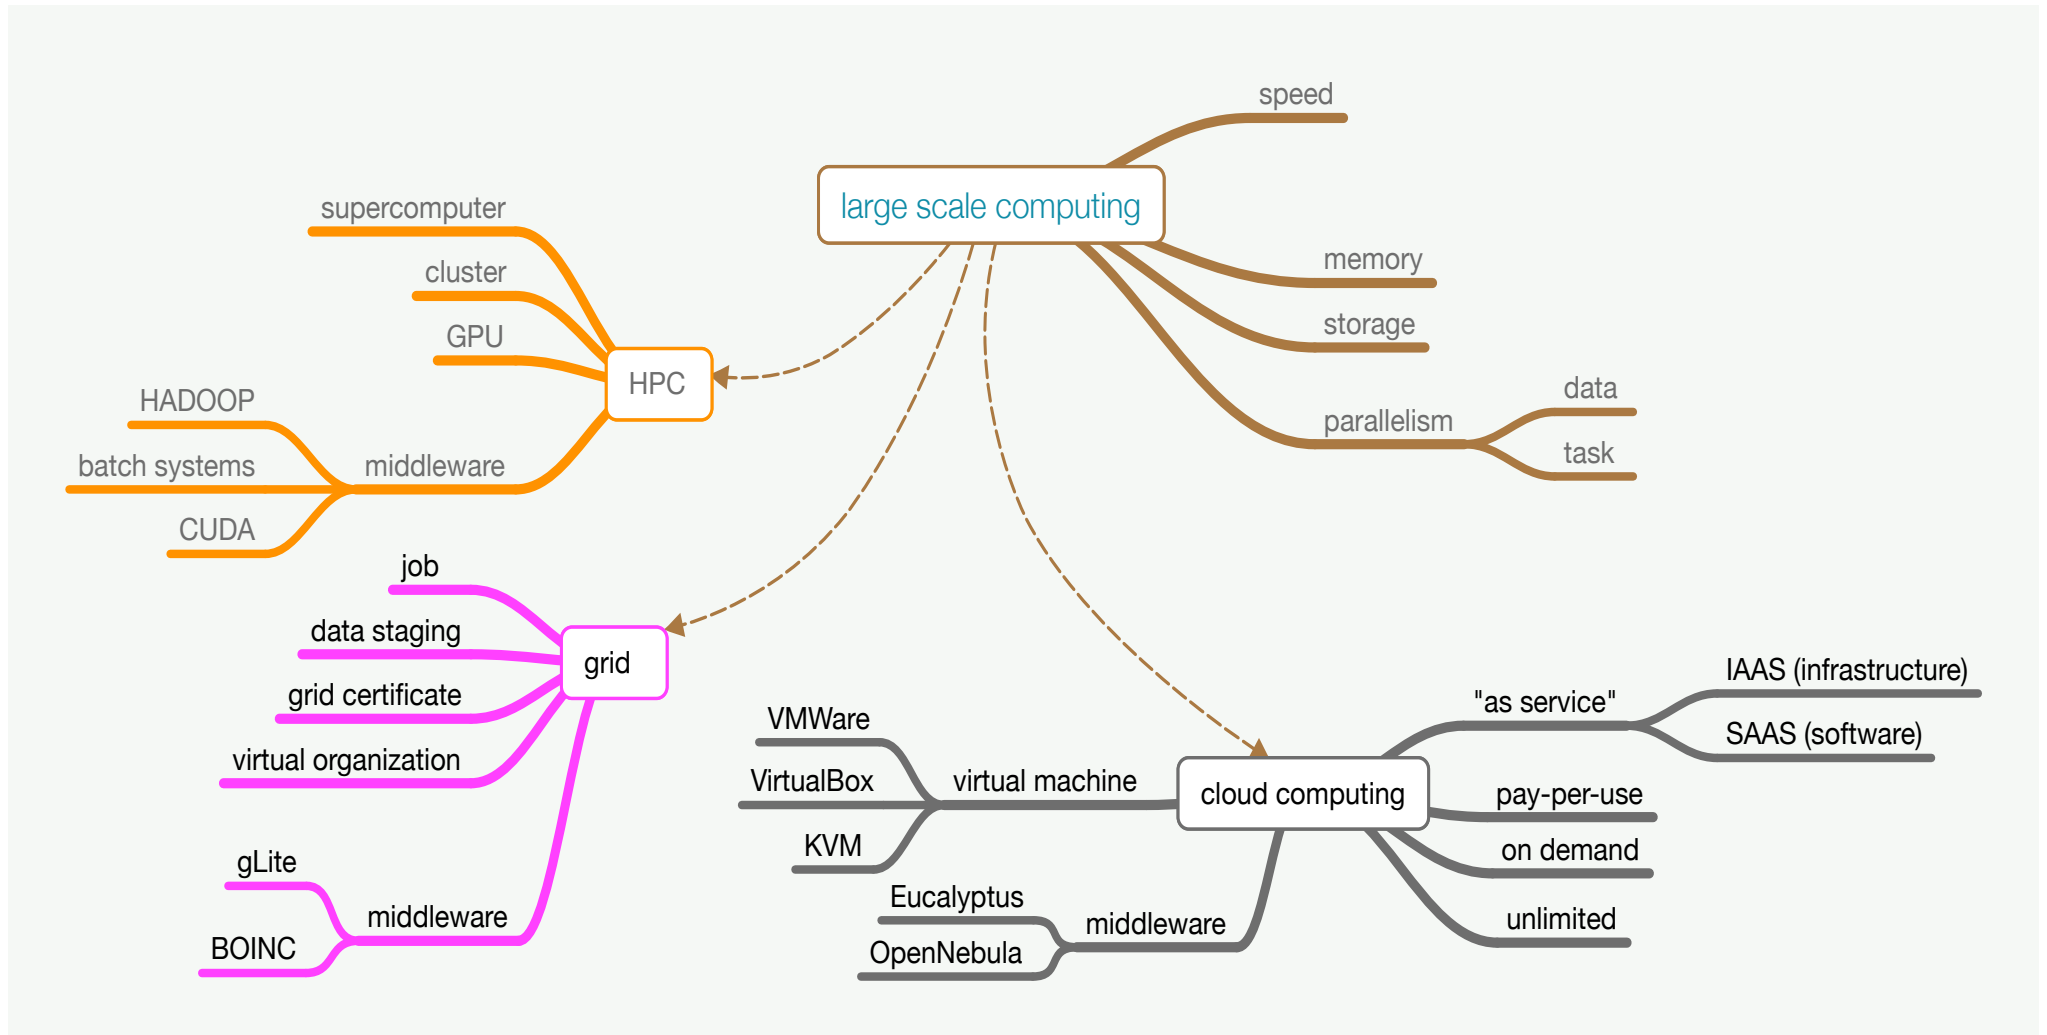 speed
large scale computing
memory
storage
parallelism
data
task
supercomputer
cluster
GPU
HPC
HADOOP
batch systems
middleware
CUDA
job
data staging
grid
grid certificate
virtual organization
gLite
middleware
BOINC
VMWare
VirtualBox
virtual machine
KVM
cloud computing
Eucalyptus
middleware
OpenNebula
"as service"
IAAS (infrastructure)
SAAS (software)
pay-per-use
on demand
unlimited